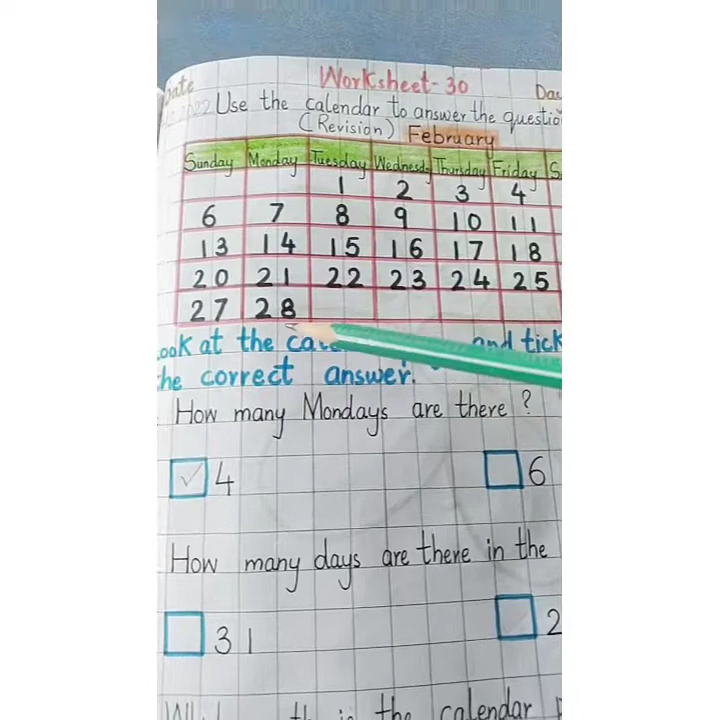 Date
Worksheet-30
2022 Use the calendar to answer the
(Revision) February
Sunday Monday Tuesday Wednesd Thursday Friday S
1 2 3 4
6 7 8 9 10 11
13 14 15 16 17 18
20 21 22 23 24 25
27 28
ook at the and tick
he correct answer.
How many Mondays are there ?
✓ 4 6
How many days are there in the
31 2
the calendar